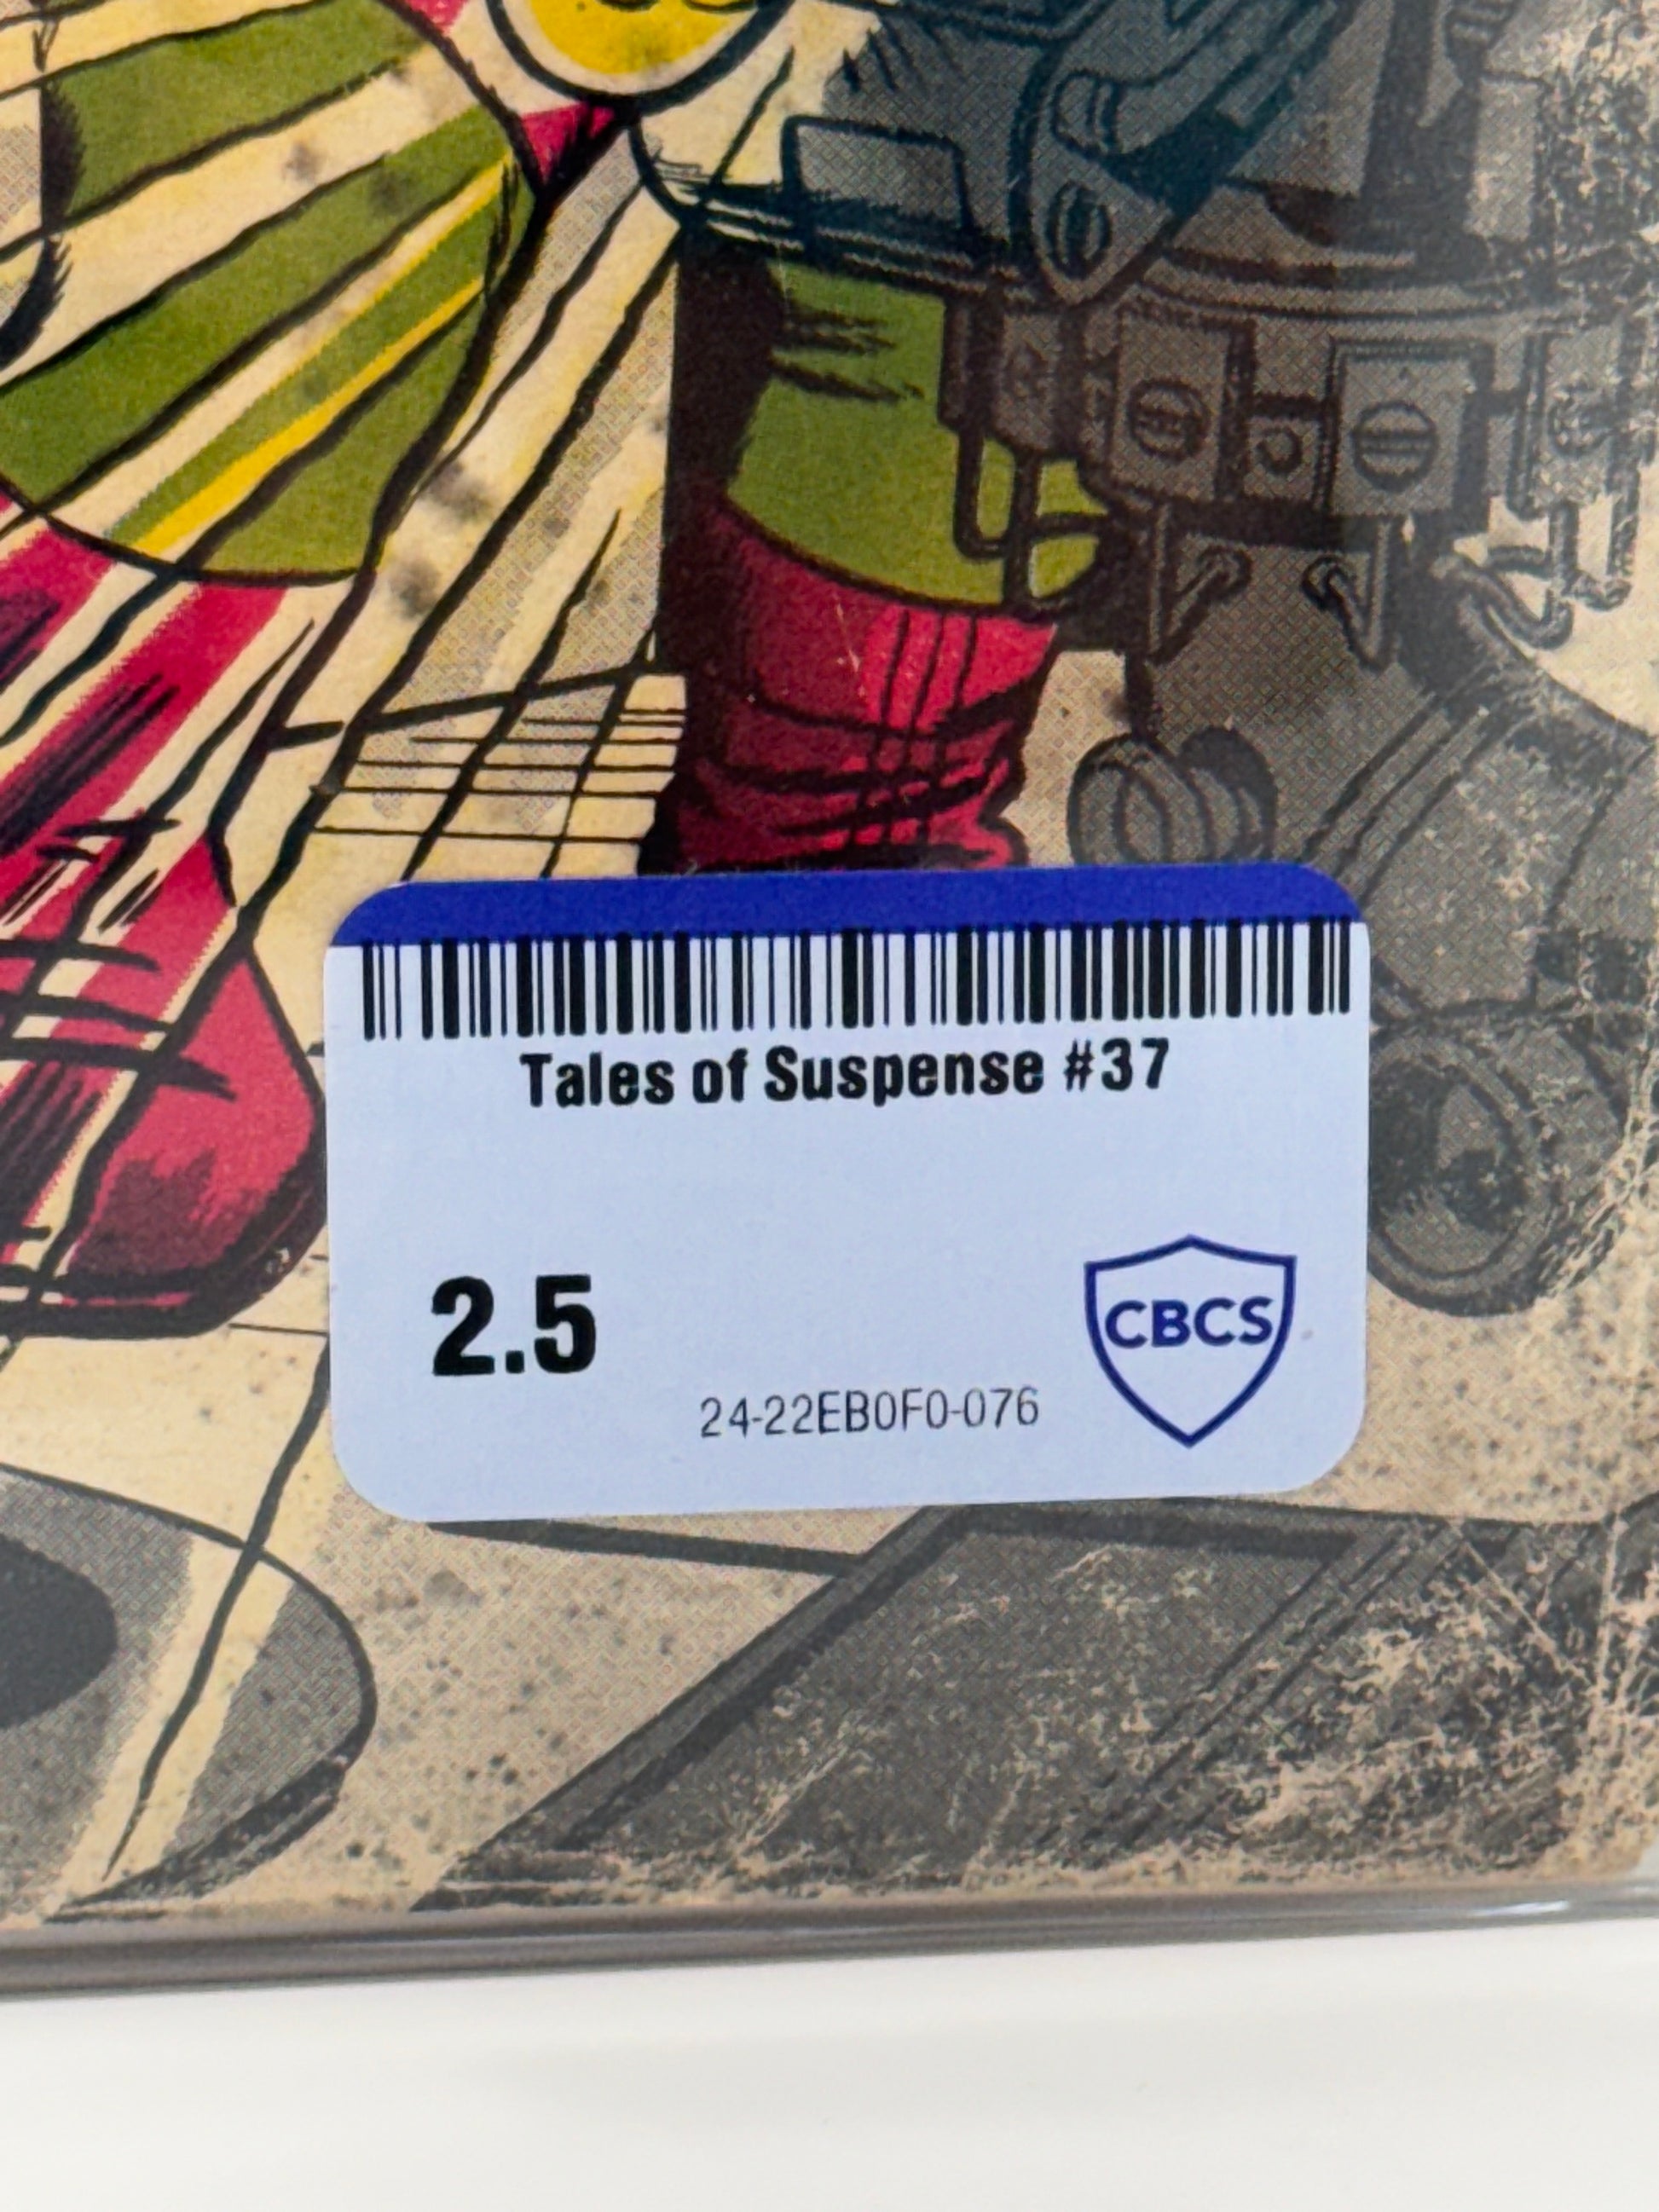 Tales of Suspense #37
2.5
24-22EB0F0-076
CBCS